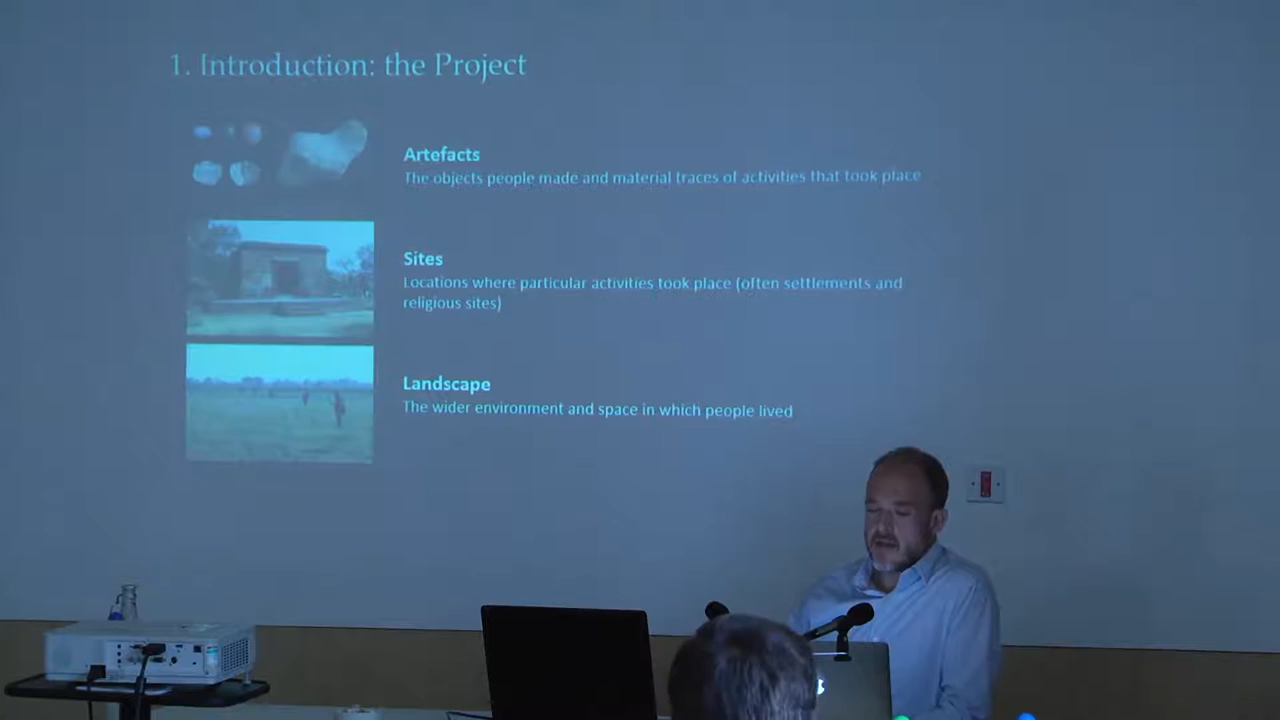 1. Introduction: the Project
Artefacts
The objects people made and material traces of activities that took place
Sites
Locations where particular activities took place (often settlements and
religious sites)
Landscape
The wider environment and space in which people lived